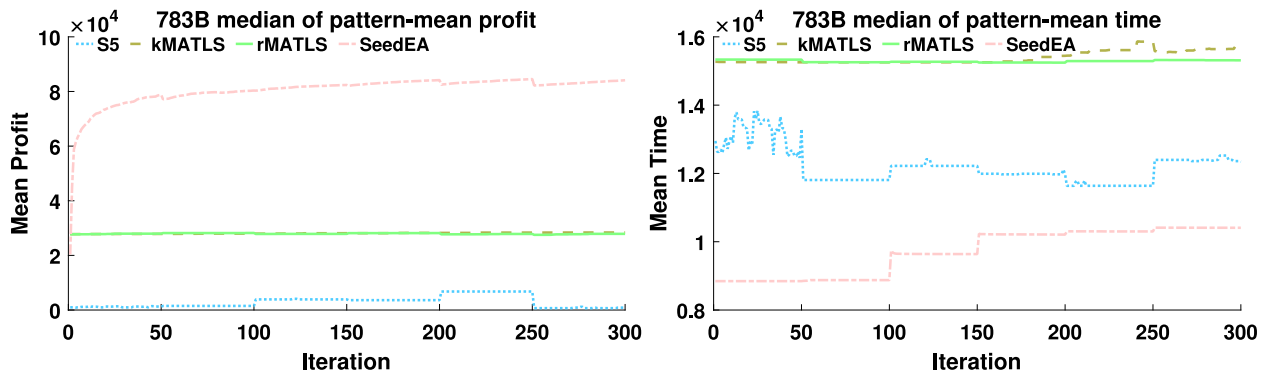 783B median of pattern-mean profit
×10⁴
S5 kMATLS rMATLS SeedEA
10
8
6
4
2
0
Mean Profit
0 50 100 150 200 250 300
Iteration
783B median of pattern-mean time
×10⁴
S5 kMATLS rMATLS SeedEA
1.6
1.4
1.2
1
0.8
Mean Time
0 50 100 150 200 250 300
Iteration